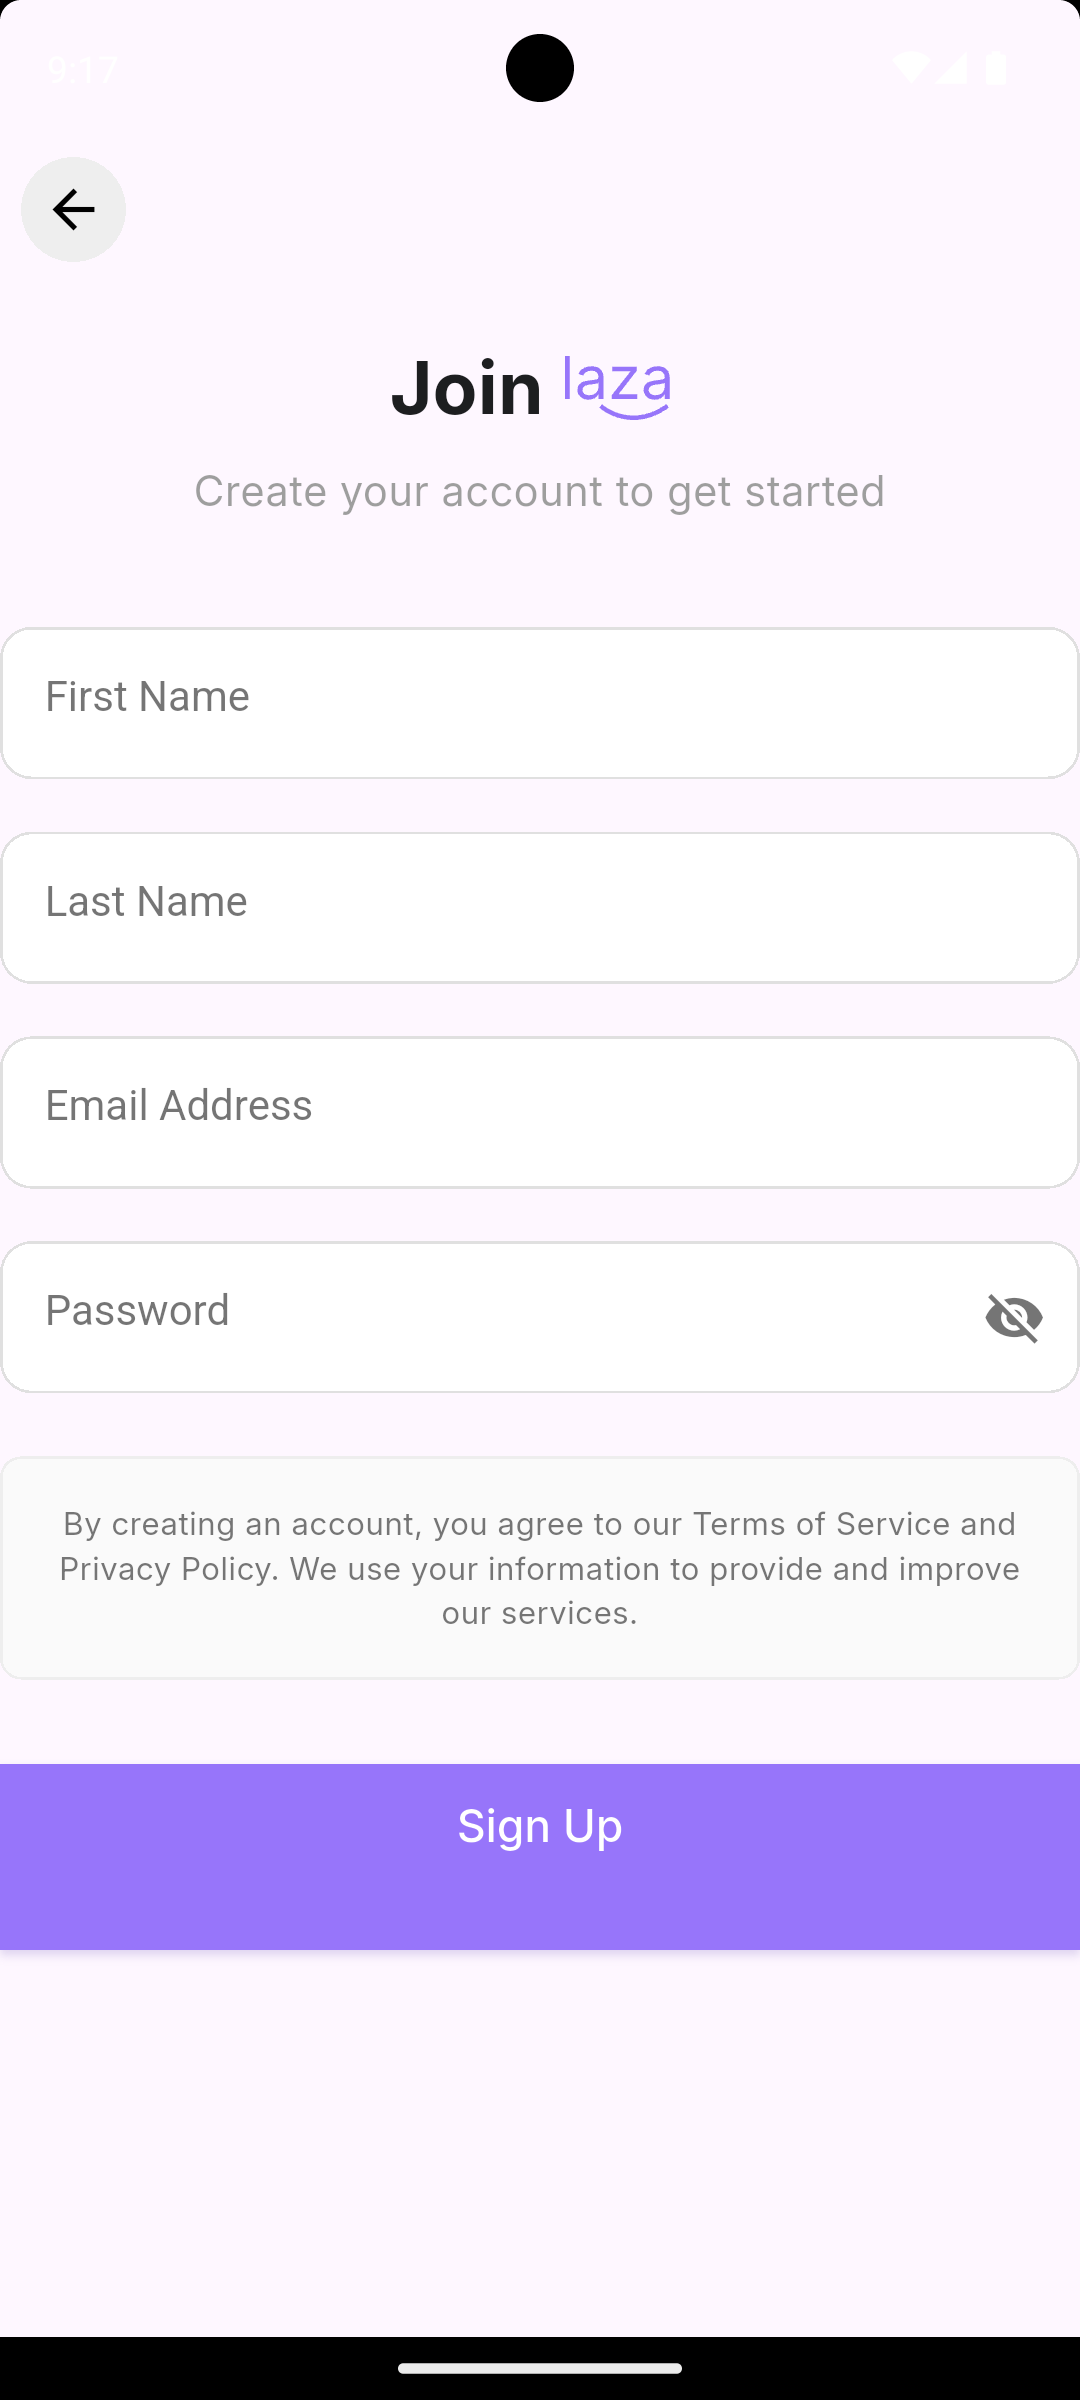 9:17
Join laza
Create your account to get started
First Name
Last Name
Email Address
Password
By creating an account, you agree to our Terms of Service and
Privacy Policy. We use your information to provide and improve
our services.
Sign Up